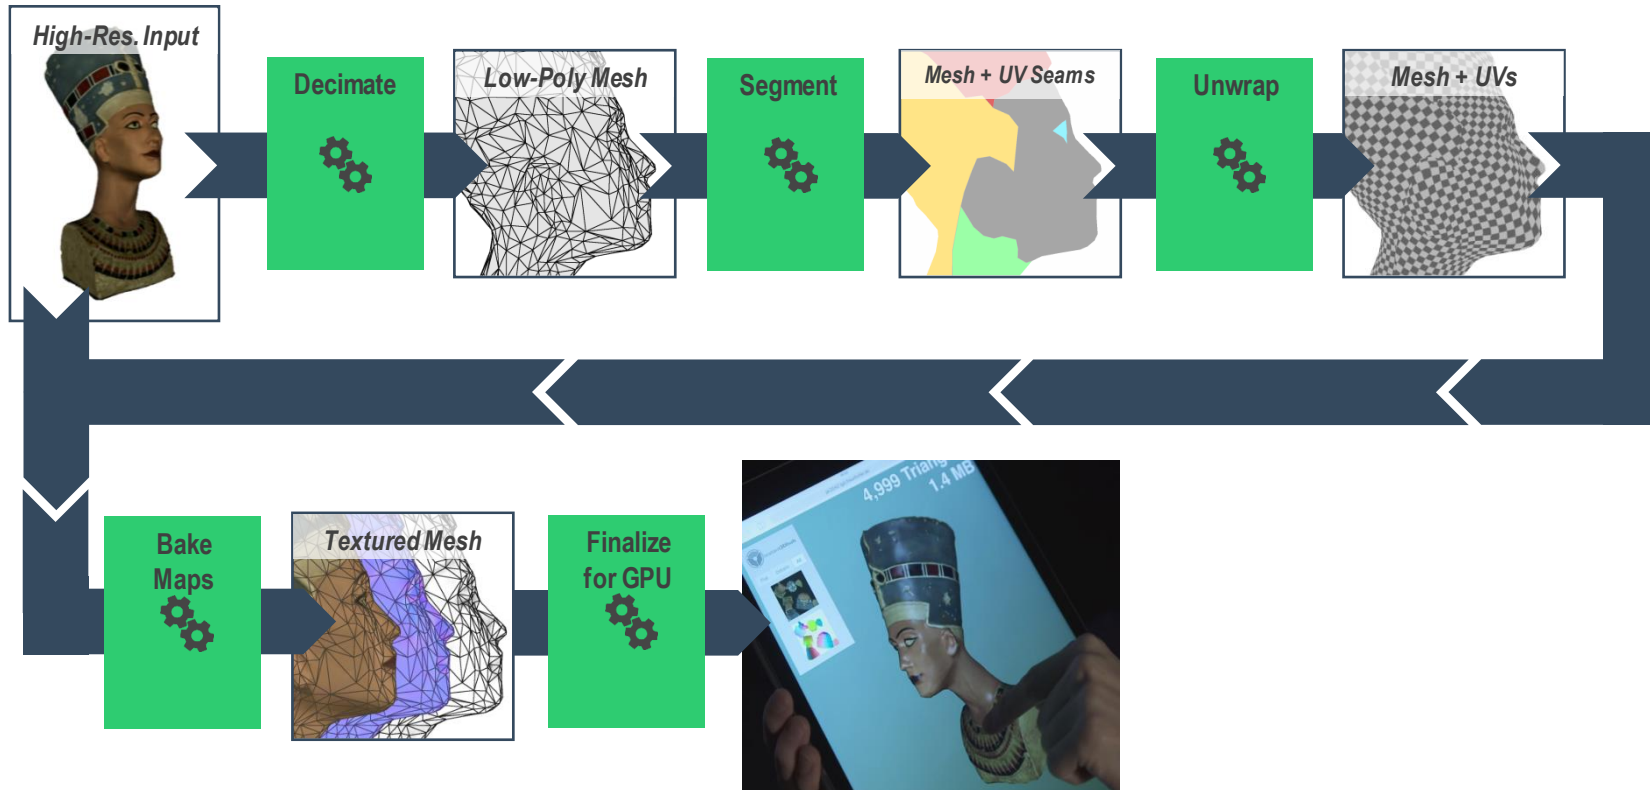 High-Res. Input
Decimate
Low-Poly Mesh
Segment
Mesh + UV Seams
Unwrap
Mesh + UVs
Bake
Maps
Textured Mesh
Finalize
for GPU
4,999 Triang
1.4 MB